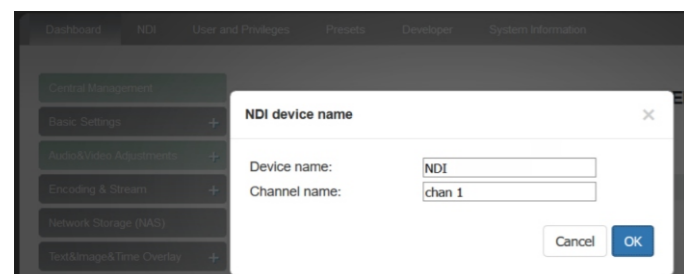 Dashboard NDI User and Privileges Presets Developer System Information
Central Management
Basic Settings +
Audio&Video Adjustments +
Encoding & Stream +
Network Storage (NAS)
Text&Image&Time Overlay +
E
NDI device name ×
Device name: NDI
Channel name: chan 1
Cancel OK